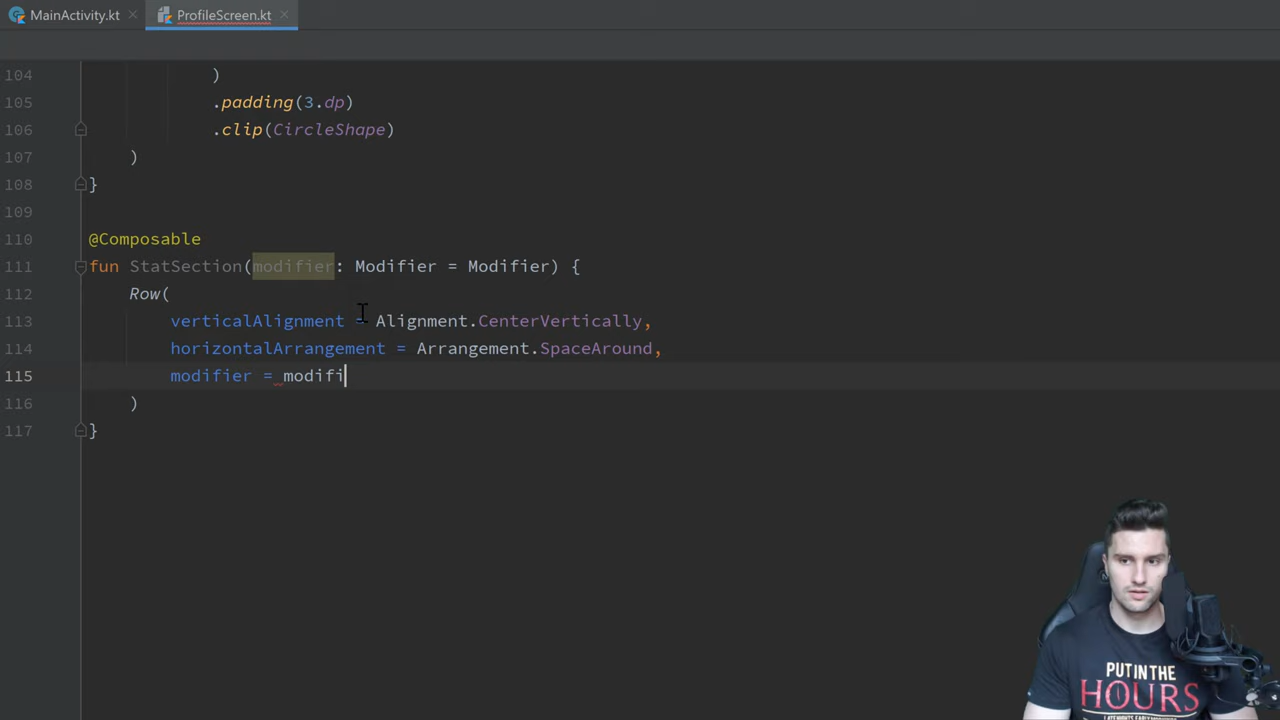 MainActivity.kt
ProfileScreen.kt
104 )
105 .padding(3.dp)
106 .clip(CircleShape)
107 )
108 }
109
110 @Composable
111 fun StatSection(modifier: Modifier = Modifier) {
112 Row(
113 verticalAlignment = Alignment.CenterVertically,
114 horizontalArrangement = Arrangement.SpaceAround,
115 modifier = modifi
116 )
117 }
PUT IN THE
HOURS